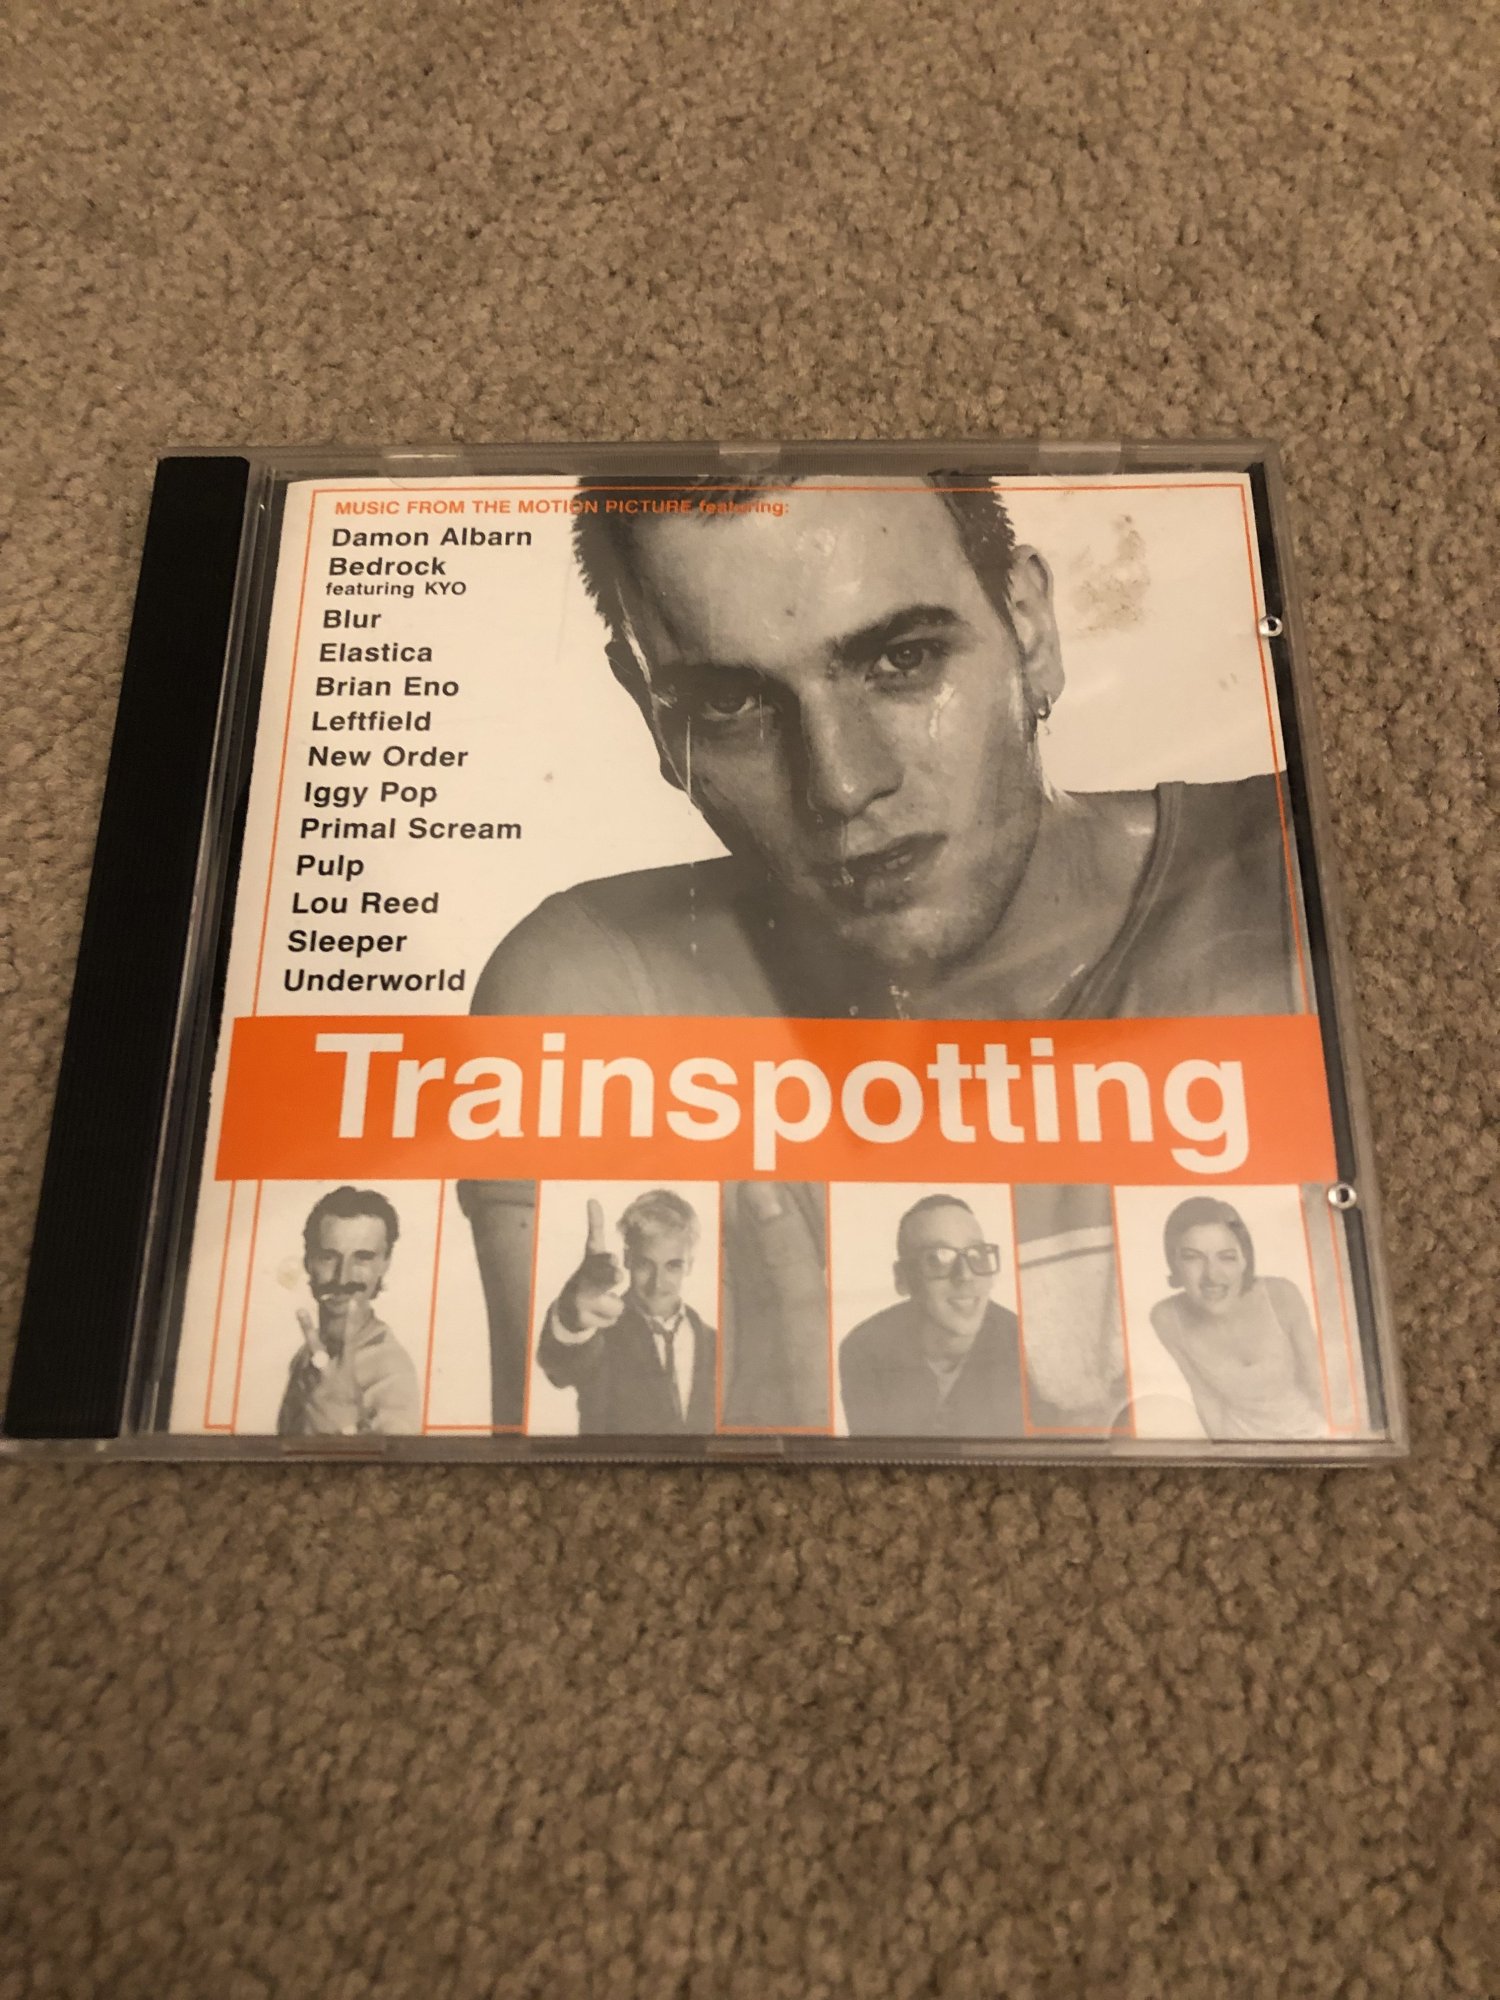 MUSIC FROM THE MOTION PICTURE featuring:
Damon Albarn
Bedrock
featuring KYO
Blur
Elastica
Brian Eno
Leftfield
New Order
Iggy Pop
Primal Scream
Pulp
Lou Reed
Sleeper
Underworld
Trainspotting